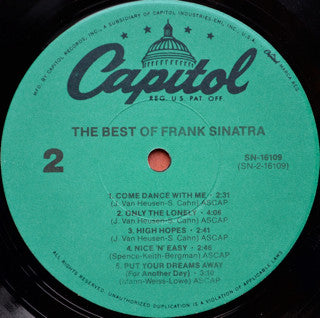 MFD. BY CAPITOL RECORDS, INC., A SUBSIDIARY OF CAPITOL INDUSTRIES-EMI, INC., U.S.A.
Capitol
REG. U.S. PAT. OFF.
THE BEST OF FRANK SINATRA
2
SN-16109
(SN-2-16109)
1. COME DANCE WITH ME • 2:31
(J. Van Heusen-S. Cahn) ASCAP
2. ONLY THE LONELY • 4:06
(J. Van Heusen-S. Cahn) ASCAP
3. HIGH HOPES • 2:41
(J. Van Heusen-S. Cahn) ASCAP
4. NICE 'N' EASY • 2:44
(Spence-Keith-Bergman) ASCAP
5. PUT YOUR DREAMS AWAY
(For Another Day) • 3:10
(Mann-Weiss-Lowe) ASCAP
UNAUTHORIZED DUPLICATION IS A VIOLATION OF APPLICABLE LAWS.